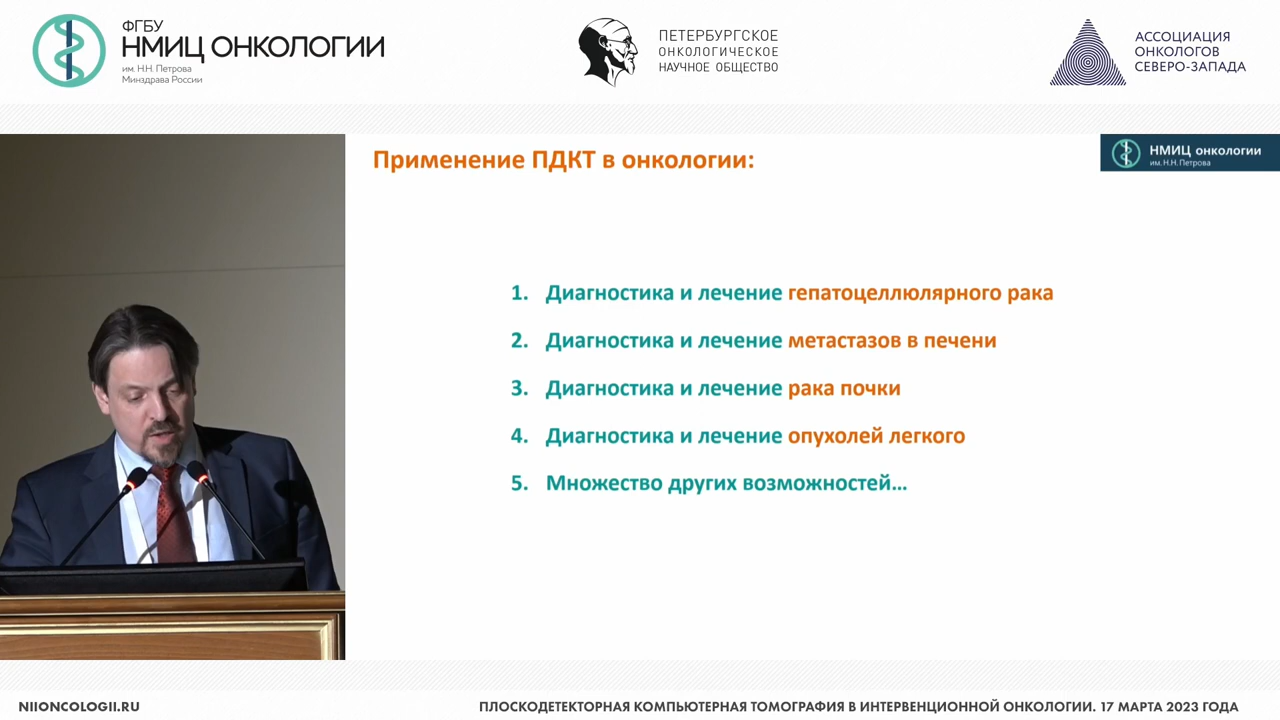 ФГБУ
НМИЦ ОНКОЛОГИИ
им. Н.Н. Петрова
Минздрава России
ПЕТЕРБУРГСКОЕ
ОНКОЛОГИЧЕСКОЕ
НАУЧНОЕ ОБЩЕСТВО
АССОЦИАЦИЯ
ОНКОЛОГОВ
СЕВЕРО-ЗАПАДА
Применение ПДКТ в онкологии:
НМИЦ онкологии
им. Н.Н. Петрова
1. Диагностика и лечение гепатоцеллюлярного рака
2. Диагностика и лечение метастазов в печени
3. Диагностика и лечение рака почки
4. Диагностика и лечение опухолей легкого
5. Множество других возможностей...
NIIONCOLOGII.RU
ПЛОСКОДЕТЕКТОРНАЯ КОМПЬЮТЕРНАЯ ТОМОГРАФИЯ В ИНТЕРВЕНЦИОННОЙ ОНКОЛОГИИ. 17 МАРТА 2023 ГОДА